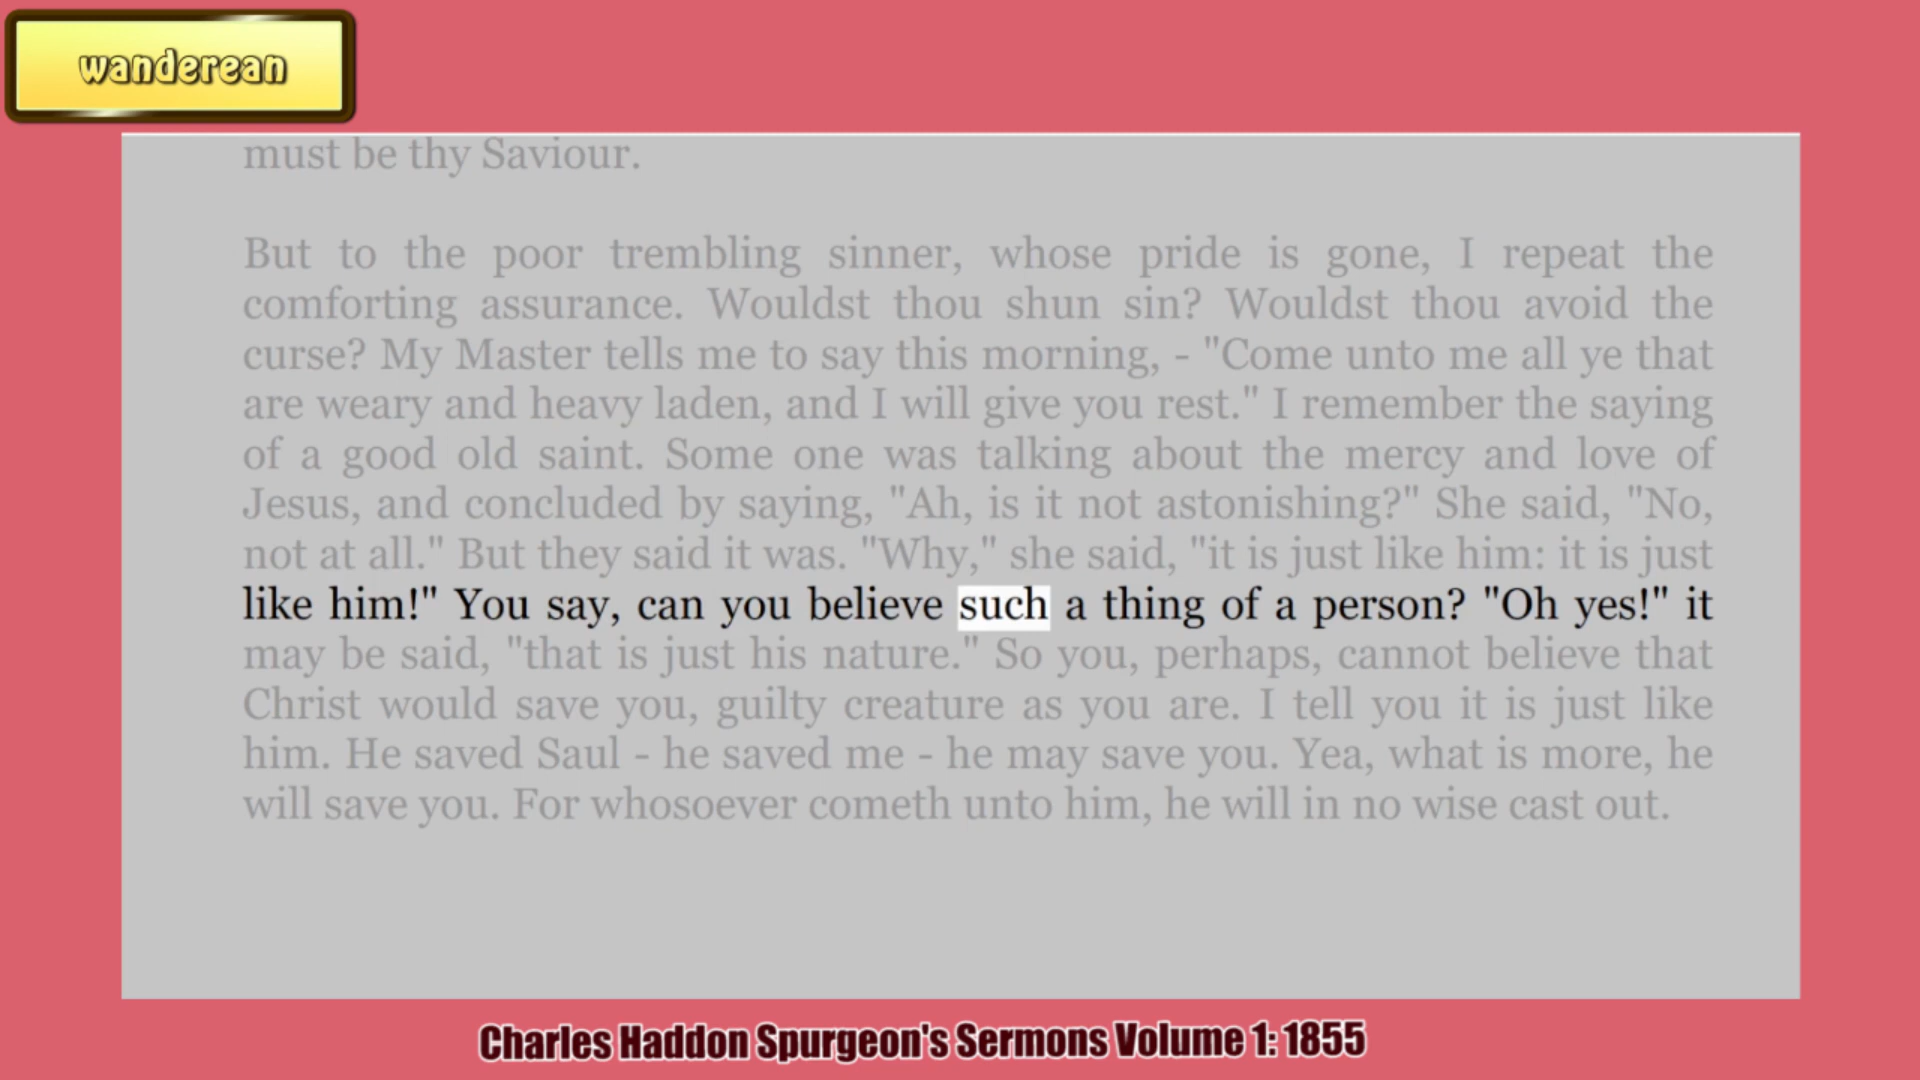 wanderean
must be thy Saviour.
But to the poor trembling sinner, whose pride is gone, I repeat the
comforting assurance. Wouldst thou shun sin? Wouldst thou avoid the
curse? My Master tells me to say this morning, - "Come unto me all ye that
are weary and heavy laden, and I will give you rest." I remember the saying
of a good old saint. Some one was talking about the mercy and love of
Jesus, and concluded by saying, "Ah, is it not astonishing?" She said, "No,
not at all." But they said it was. "Why," she said, "it is just like him: it is just
like him!" You say, can you believe such a thing of a person? "Oh yes!" it
may be said, "that is just his nature." So you, perhaps, cannot believe that
Christ would save you, guilty creature as you are. I tell you it is just like
him. He saved Saul - he saved me - he may save you. Yea, what is more, he
will save you. For whosoever cometh unto him, he will in no wise cast out.
Charles Haddon Spurgeon's Sermons Volume 1: 1855